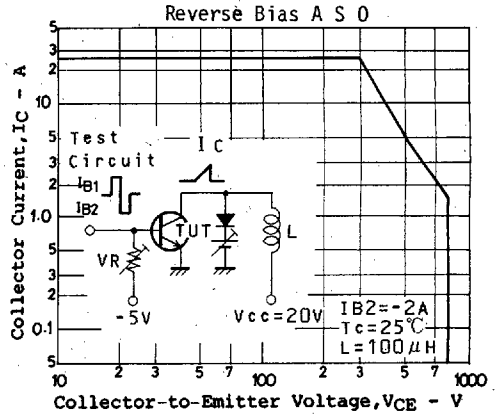 Reverse Bias A S O
Collector Current, IC - A
5
3
2
10
5
3
2
1.0
5
3
2
0.1
5
Test
Circuit
IB1
IB2
IC
TUT
L
VR
-5V
Vcc=20V
IB2=-2A
Tc=25℃
L=100μH
10
2
3
5
7
100
2
3
5
7
1000
Collector-to-Emitter Voltage, VCE - V